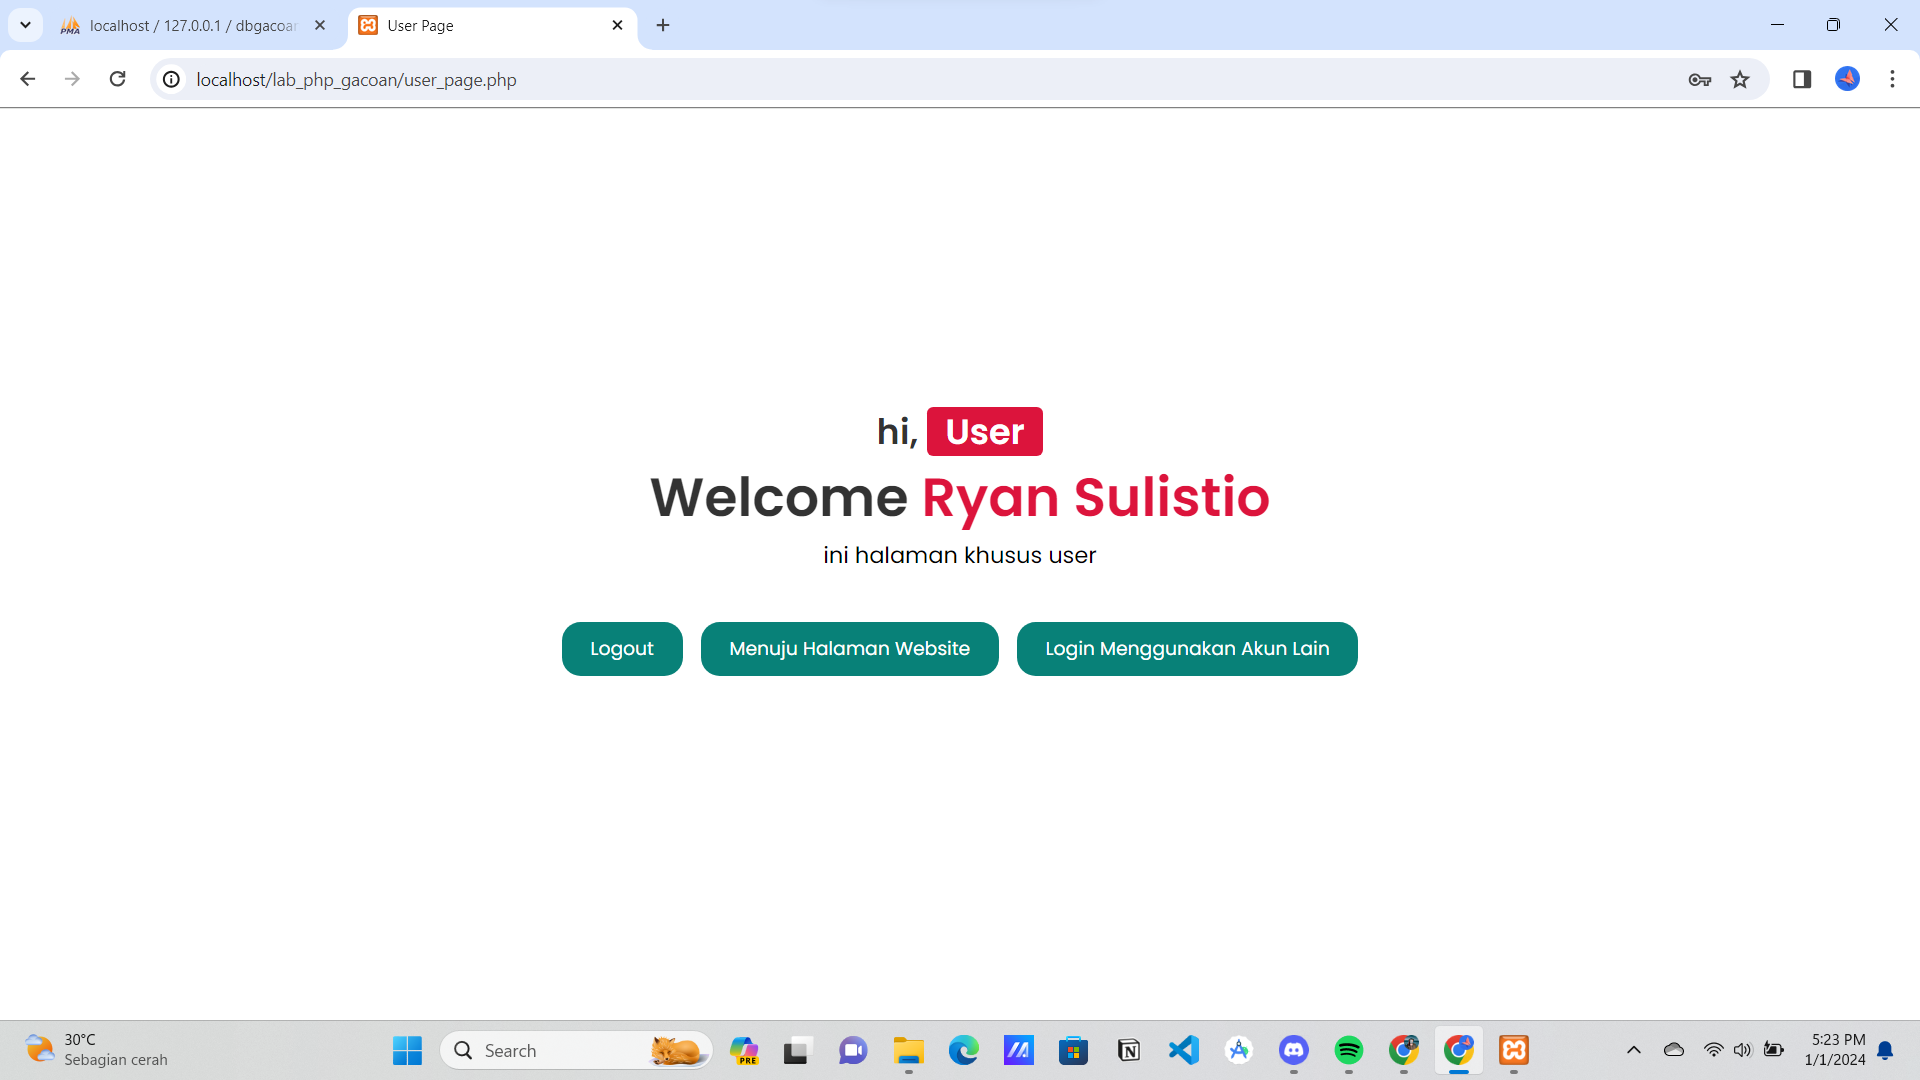 localhost / 127.0.0.1 / dbgacoan
User Page
localhost/lab_php_gacoan/user_page.php
hi, User
Welcome Ryan Sulistio
ini halaman khusus user
Logout
Menuju Halaman Website
Login Menggunakan Akun Lain
30°C
Sebagian cerah
Search
PRE
5:23 PM
1/1/2024